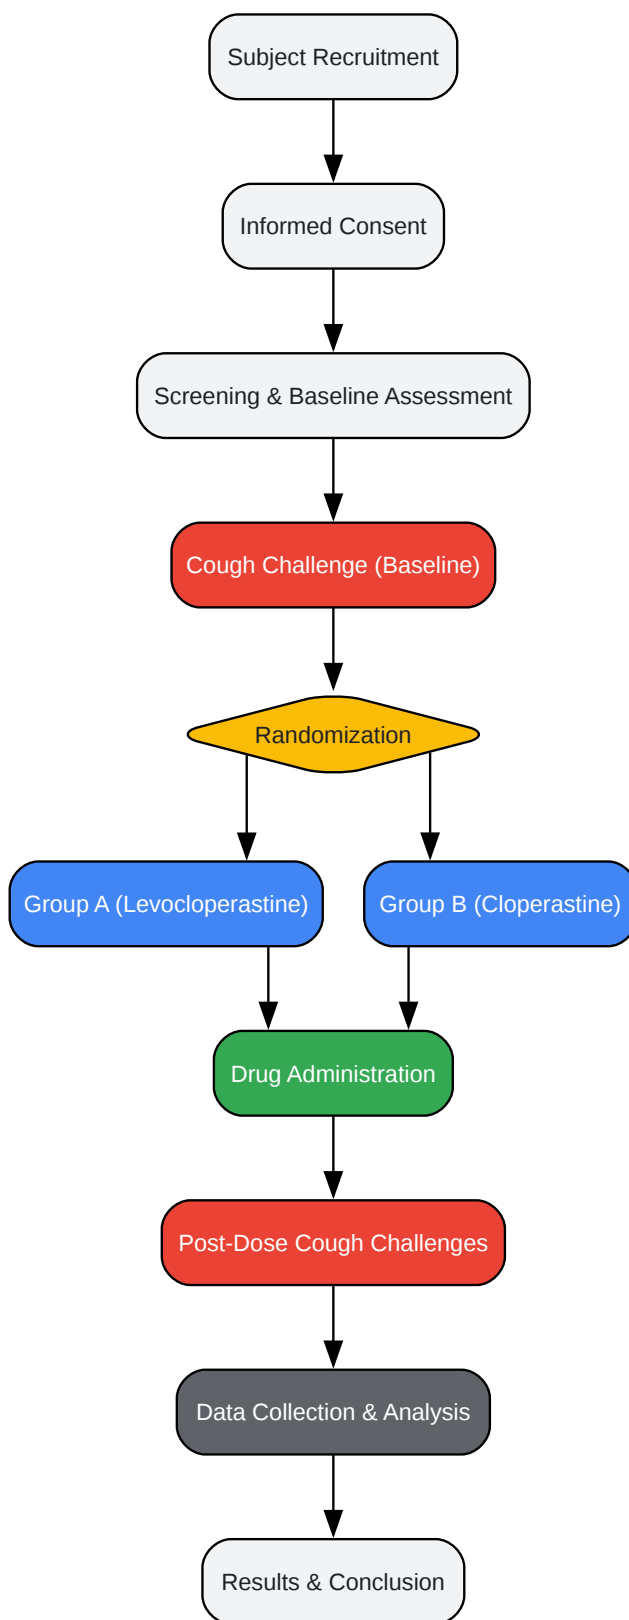 Subject Recruitment
Informed Consent
Screening & Baseline Assessment
Cough Challenge (Baseline)
Randomization
Group A (Levocloperastine)
Group B (Cloperastine)
Drug Administration
Post-Dose Cough Challenges
Data Collection & Analysis
Results & Conclusion